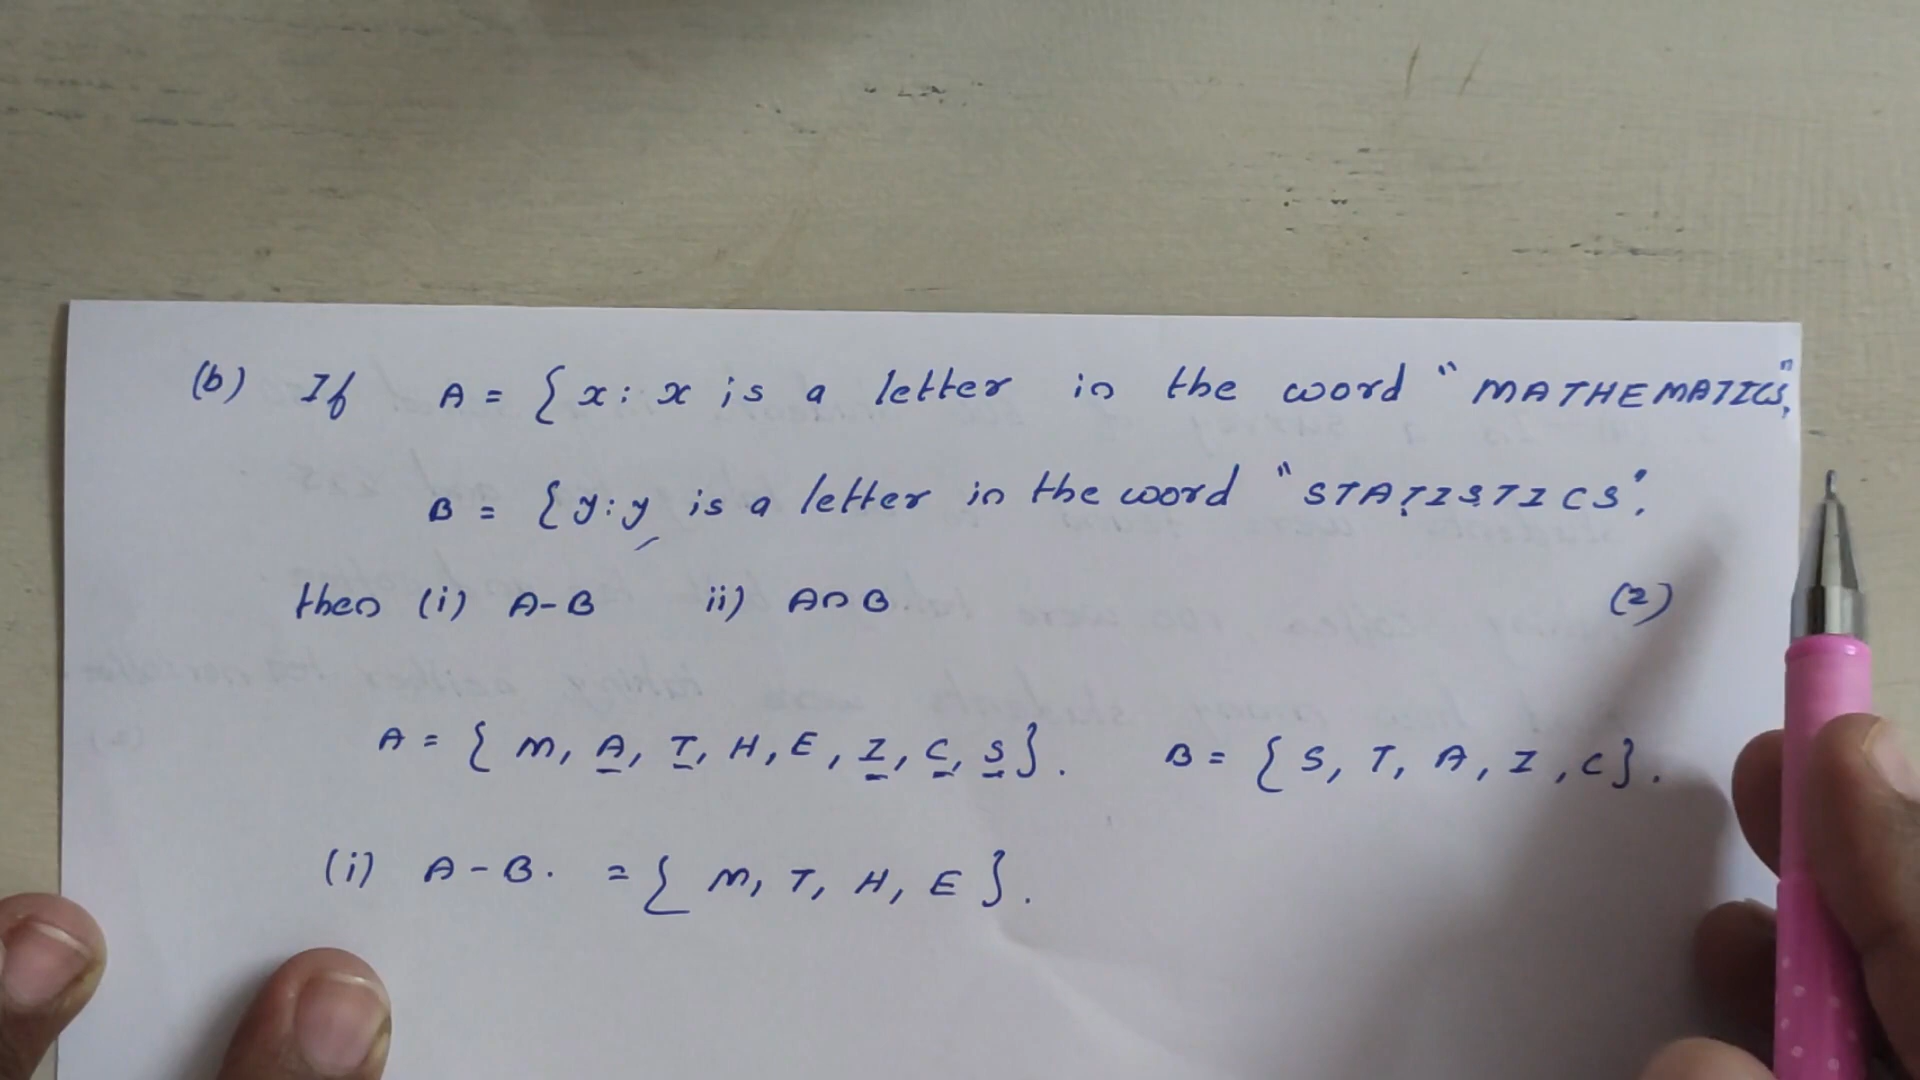 (b) If A = { x : x is a letter in the word "MATHEMATICS",
B = { y : y is a letter in the word "STATISTICS".
then (i) A-B ii) A∩B (2)
A = { M, A, T, H, E, I, C, S }. B = { S, T, A, I, C }.
(i) A-B. = { M, T, H, E }.